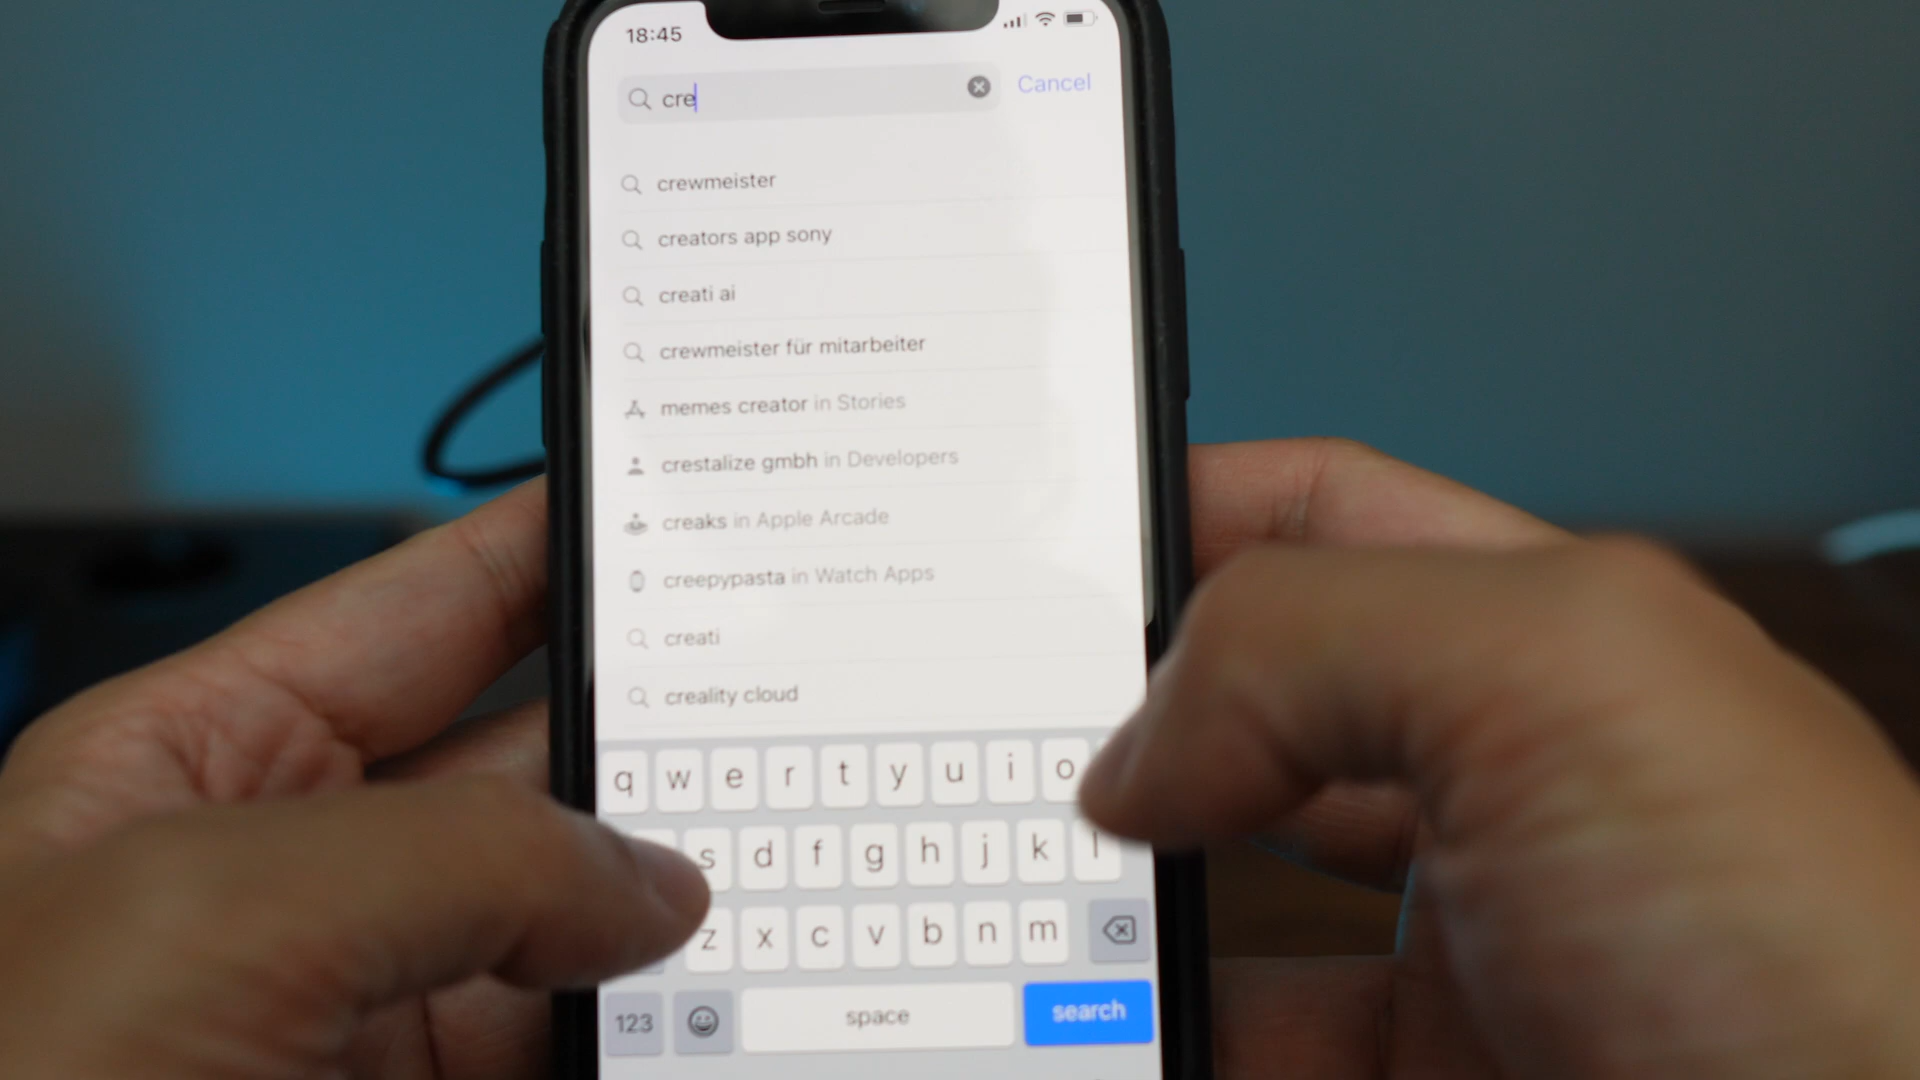 18:45
cre
Cancel
crewmeister
creators app sony
creati ai
crewmeister für mitarbeiter
memes creator in Stories
crestalize gmbh in Developers
creaks in Apple Arcade
creepypasta in Watch Apps
creati
creality cloud
q w e r t y u i o
s d f g h j k l
z x c v b n m
123 space search